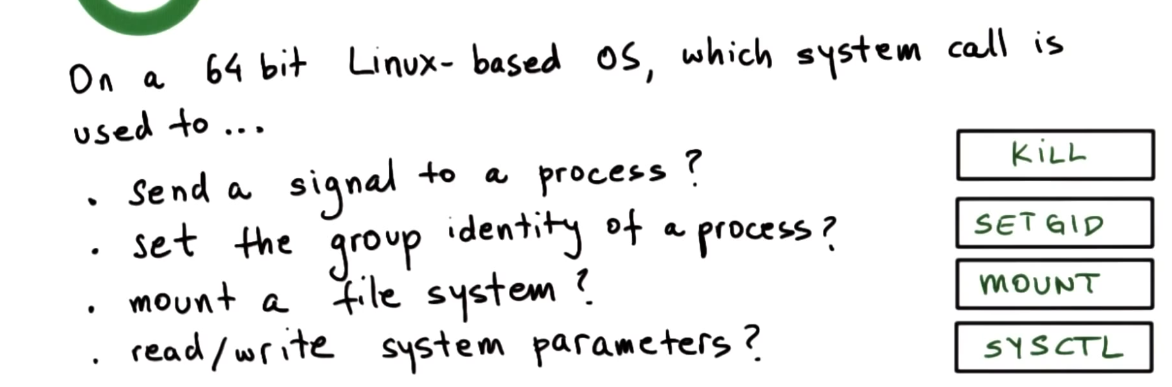 On a 64 bit Linux-based OS, which system call is
used to ...
• Send a signal to a process?
• set the group identity of a process?
• mount a file system?
• read/write system parameters?
KiLL
SETGID
MOUNT
SYSCTL